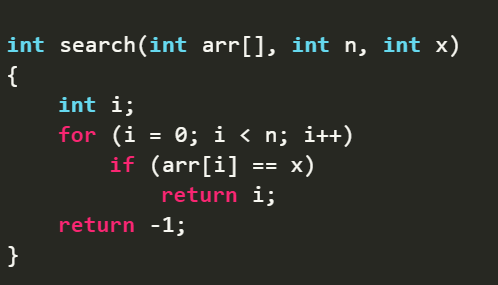 int search(int arr[], int n, int x)
{
    int i;
    for (i = 0; i < n; i++)
        if (arr[i] == x)
            return i;
    return -1;
}